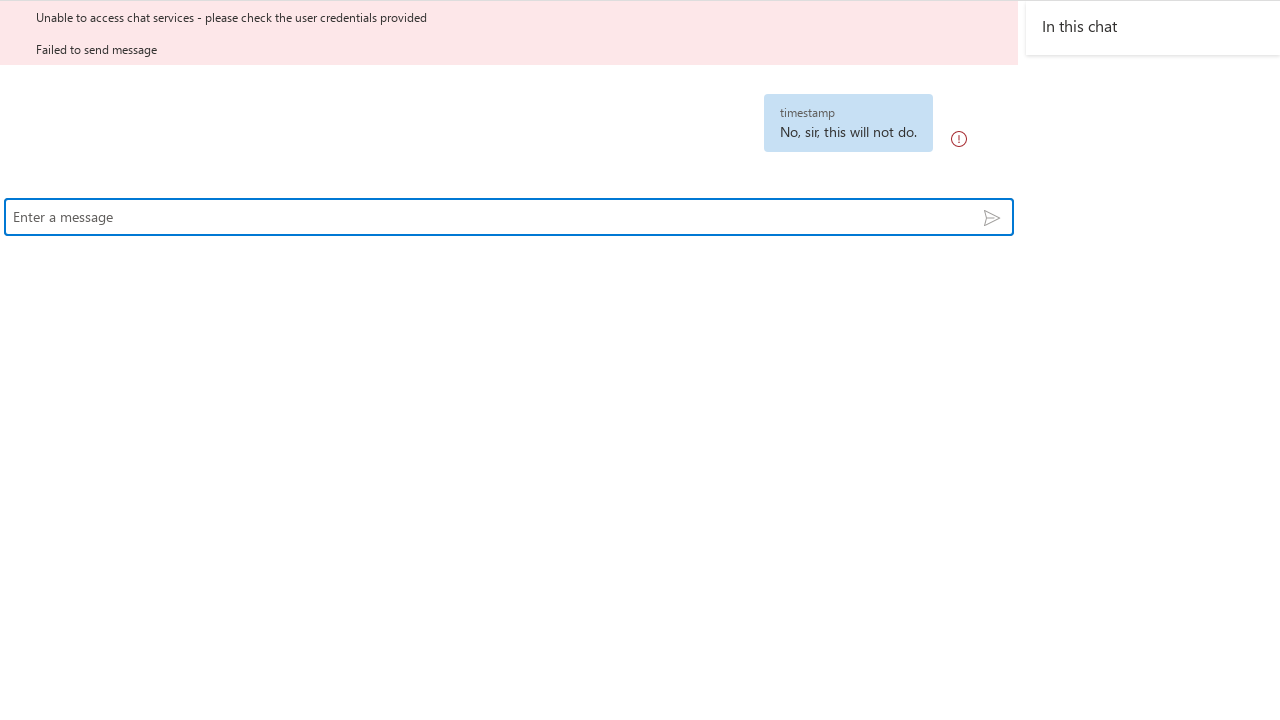 Unable to access chat services - please check the user credentials provided
Failed to send message
In this chat
timestamp
No, sir, this will not do.
Enter a message